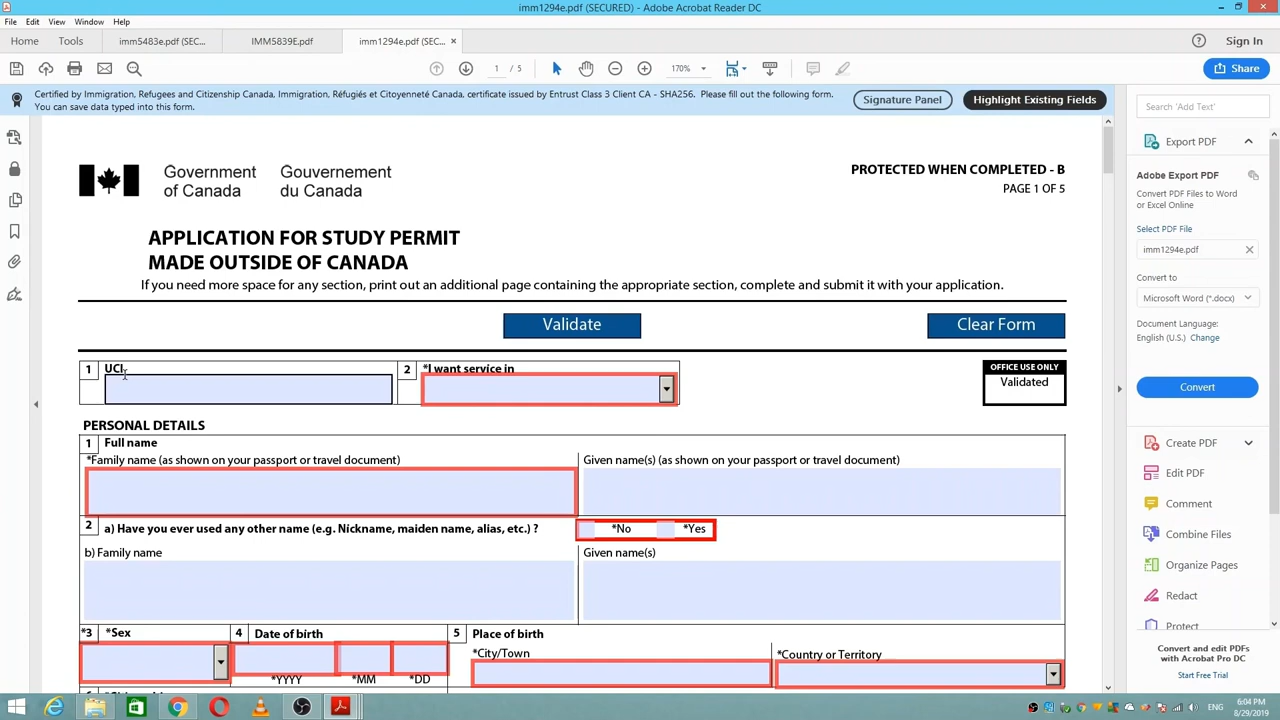 imm1294e.pdf (SECURED) - Adobe Acrobat Reader DC
File Edit View Window Help
Home Tools imm5483e.pdf (SEC... IMM5839E.pdf imm1294e.pdf (SEC... × Sign In
1 / 5 170% Share
Certified by Immigration, Refugees and Citizenship Canada, Immigration, Réfugiés et Citoyenneté Canada, certificate issued by Entrust Class 3 Client CA - SHA256. Please fill out the following form.
You can save data typed into this form.
Signature Panel
Highlight Existing Fields
Search 'Add Text'
Export PDF
Adobe Export PDF
Convert PDF Files to Word
or Excel Online
Select PDF File
imm1294e.pdf
Convert to
Microsoft Word (*.docx)
Document Language:
English (U.S.) Change
Convert
Create PDF
Edit PDF
Comment
Combine Files
Organize Pages
Redact
Protect
Convert and edit PDFs
with Acrobat Pro DC
Start Free Trial
Government
of Canada
Gouvernement
du Canada
PROTECTED WHEN COMPLETED - B
PAGE 1 OF 5
APPLICATION FOR STUDY PERMIT
MADE OUTSIDE OF CANADA
If you need more space for any section, print out an additional page containing the appropriate section, complete and submit it with your application.
Validate
Clear Form
1 UCI
2 *I want service in
OFFICE USE ONLY
Validated
PERSONAL DETAILS
1 Full name
*Family name (as shown on your passport or travel document)
Given name(s) (as shown on your passport or travel document)
2 a) Have you ever used any other name (e.g. Nickname, maiden name, alias, etc.) ?
*No *Yes
b) Family name
Given name(s)
*3 *Sex
4 Date of birth
*YYYY *MM *DD
5 Place of birth
*City/Town
*Country or Territory
ENG
6:04 PM
8/29/2019